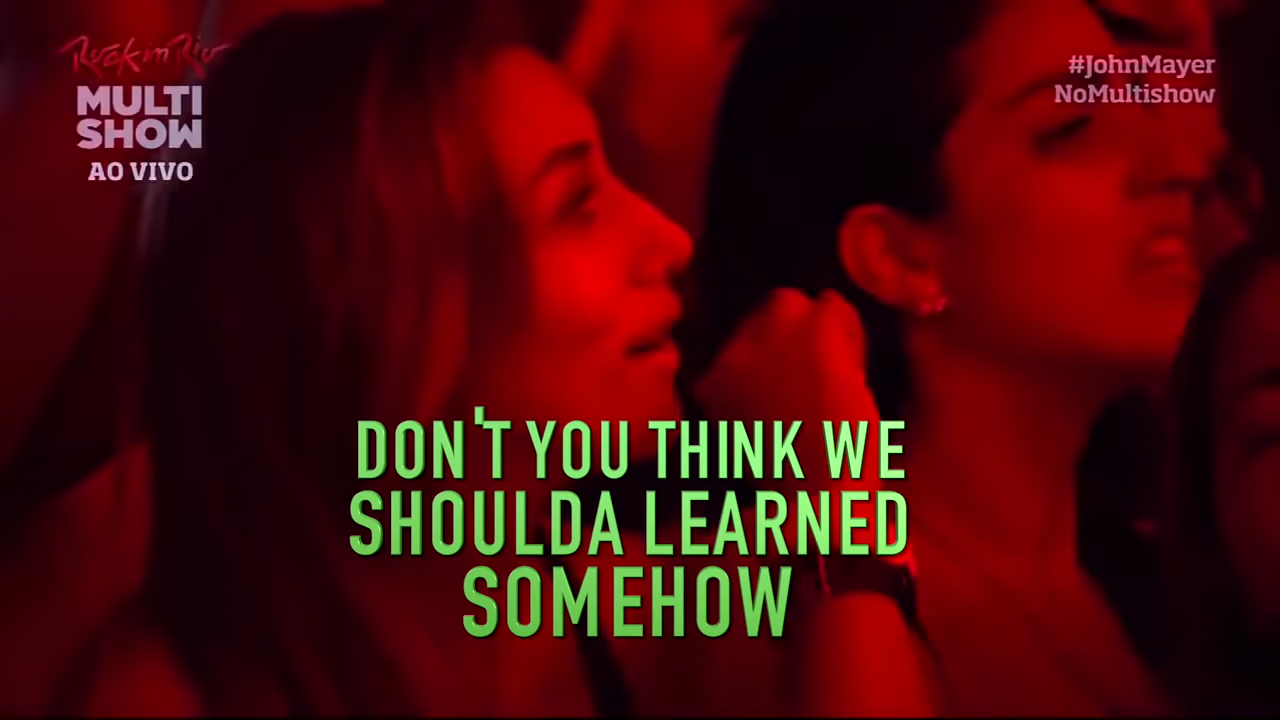 Rock in Rio
MULTI
SHOW
AO VIVO
#JohnMayer
NoMultishow
DON'T YOU THINK WE
SHOULDA LEARNED
SOMEHOW